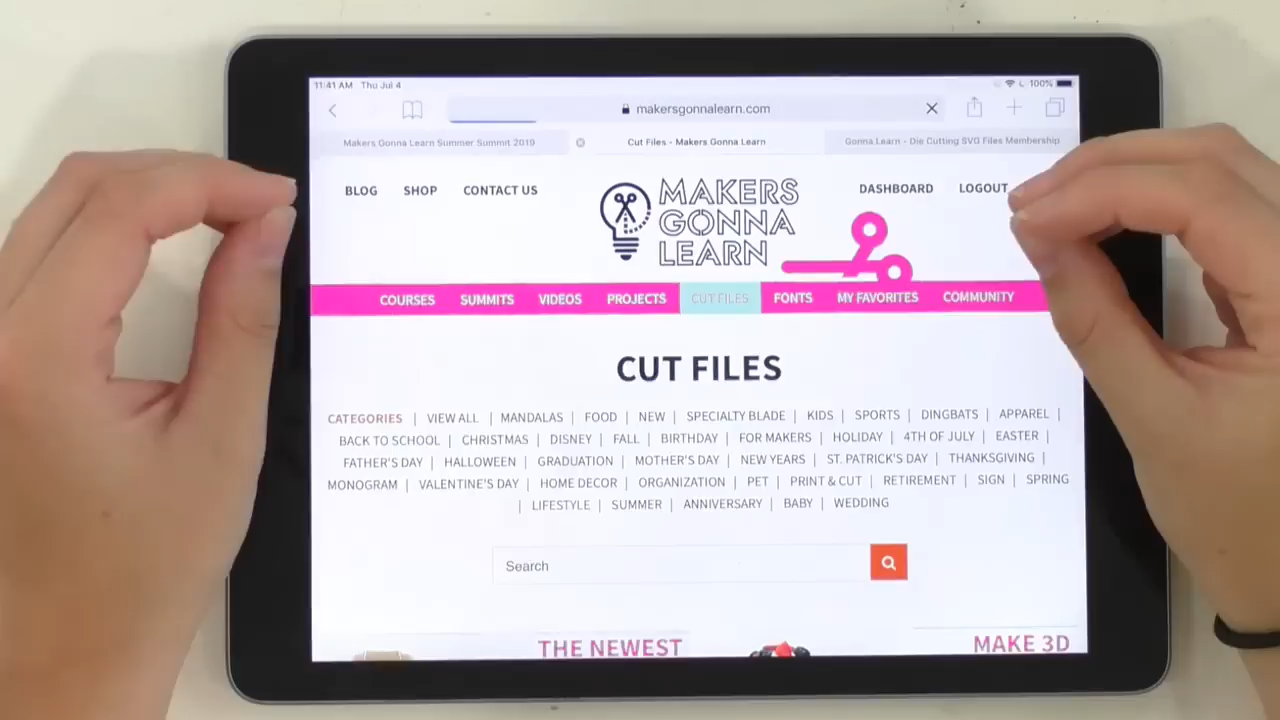 11:41 AM Thu Jul 4 100%
makersgonnalearn.com
Makers Gonna Learn Summer Summit 2019 Cut Files - Makers Gonna Learn Gonna Learn - Die Cutting SVG Files Membership
BLOG SHOP CONTACT US DASHBOARD LOGOUT
MAKERS
GONNA
LEARN
COURSES SUMMITS VIDEOS PROJECTS CUT FILES FONTS MY FAVORITES COMMUNITY
CUT FILES
CATEGORIES | VIEW ALL | MANDALAS | FOOD | NEW | SPECIALTY BLADE | KIDS | SPORTS | DINGBATS | APPAREL |
BACK TO SCHOOL | CHRISTMAS | DISNEY | FALL | BIRTHDAY | FOR MAKERS | HOLIDAY | 4TH OF JULY | EASTER |
FATHER'S DAY | HALLOWEEN | GRADUATION | MOTHER'S DAY | NEW YEARS | ST. PATRICK'S DAY | THANKSGIVING |
MONOGRAM | VALENTINE'S DAY | HOME DECOR | ORGANIZATION | PET | PRINT & CUT | RETIREMENT | SIGN | SPRING
| LIFESTYLE | SUMMER | ANNIVERSARY | BABY | WEDDING
Search
THE NEWEST MAKE 3D